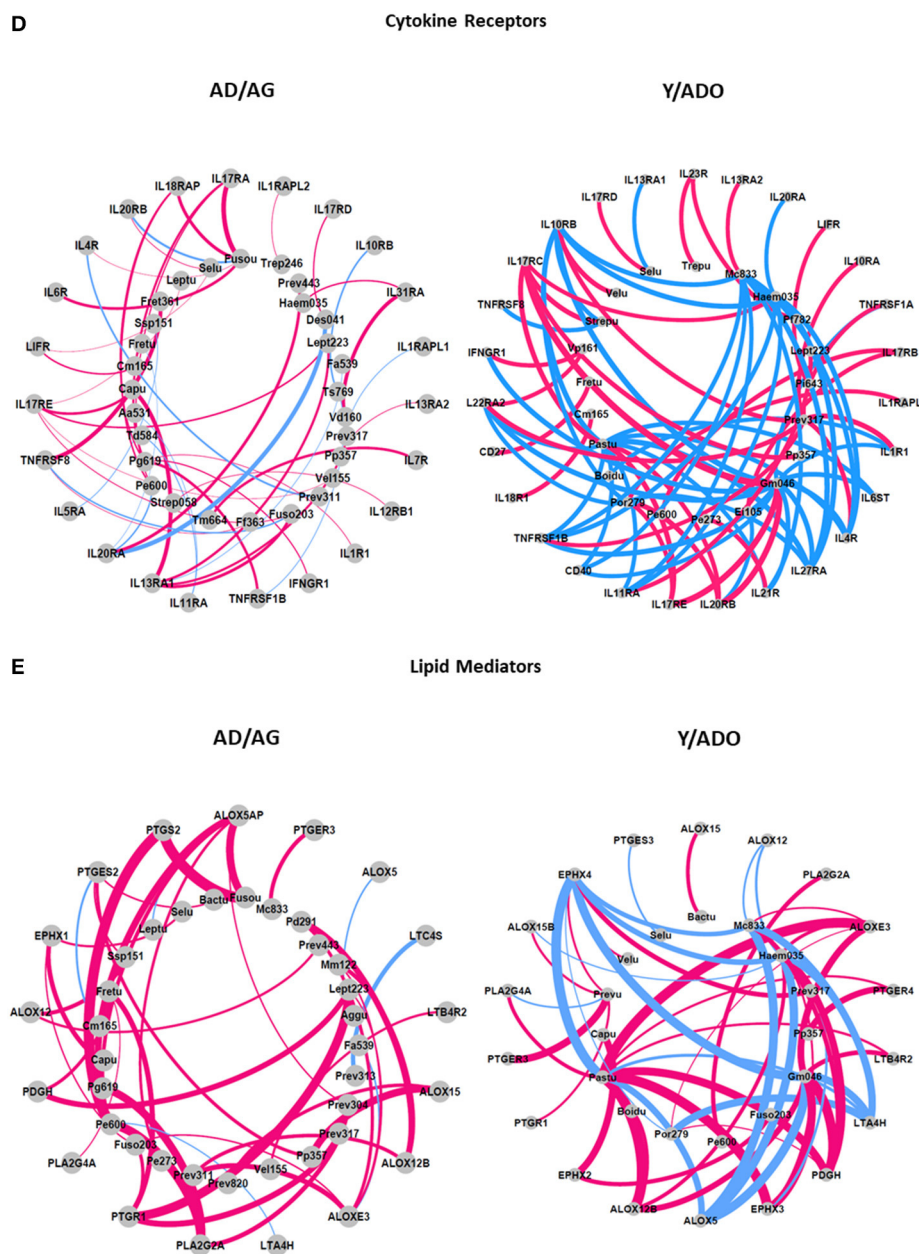 D
Cytokine Receptors
AD/AG
Y/ADO
IL17RA
IL18RAP
IL1RAPL2
IL20RB
IL17RD
IL4R
IL10RB
Fusou
Selu
Trep246
Leptu
Prev443
IL6R
Fret361
Haem035
IL31RA
Ssp151
Des041
LIFR
Fretu
Lept223
IL1RAPL1
Cm165
Fa539
Capu
Ts769
IL17RE
Aa531
Vd160
IL13RA2
Td584
Prev317
TNFRSF8
Pg619
Pp357
IL7R
Pe600
Vel155
Strep058
Prev311
IL5RA
Tm664
Ff363
Fuso203
IL12RB1
IL20RA
IL1R1
IL13RA1
IFNGR1
IL11RA
TNFRSF1B
IL23R
IL13RA1
IL13RA2
IL17RD
IL20RA
IL10RB
LIFR
IL17RC
Selu
Trepu
Mc833
IL10RA
Velu
Haem035
TNFRSF8
Strepu
Pi782
TNFRSF1A
IFNGR1
Vp161
Lept223
IL17RB
Fretu
Pi643
L22RA2
Cm165
Prev317
IL1RAPL
CD27
Pastu
Pp357
IL1R1
Boidu
Gm046
IL18R1
Por279
Ei105
IL6ST
Pe600
Pe273
TNFRSF1B
IL4R
CD40
IL27RA
IL11RA
IL21R
IL17RE
IL20RB
E
Lipid Mediators
AD/AG
Y/ADO
ALOX5AP
PTGS2
PTGER3
PTGES2
ALOX5
Bactu
Fusou
Selu
Mc833
EPHX1
Leptu
Pd291
LTC4S
Ssp151
Prev443
Mm122
Fretu
Lept223
ALOX12
Cm165
Aggu
LTB4R2
Capu
Fa539
PDGH
Pg619
Prev313
ALOX15
Pe600
Prev304
Fuso203
Prev317
PLA2G4A
Pe273
Pp357
ALOX12B
Prev311
Vel155
Prev820
PTGR1
ALOXE3
PLA2G2A
LTA4H
ALOX15
PTGES3
ALOX12
EPHX4
PLA2G2A
Bactu
ALOX15B
Selu
Mc833
ALOXE3
Velu
Haem035
PLA2G4A
Prevu
Prev317
PTGER4
Capu
Pp357
PTGER3
LTB4R2
Pastu
Gm046
PTGR1
Boidu
Fuso203
LTA4H
Por279
Pe600
EPHX2
PDGH
ALOX12B
EPHX3
ALOX5